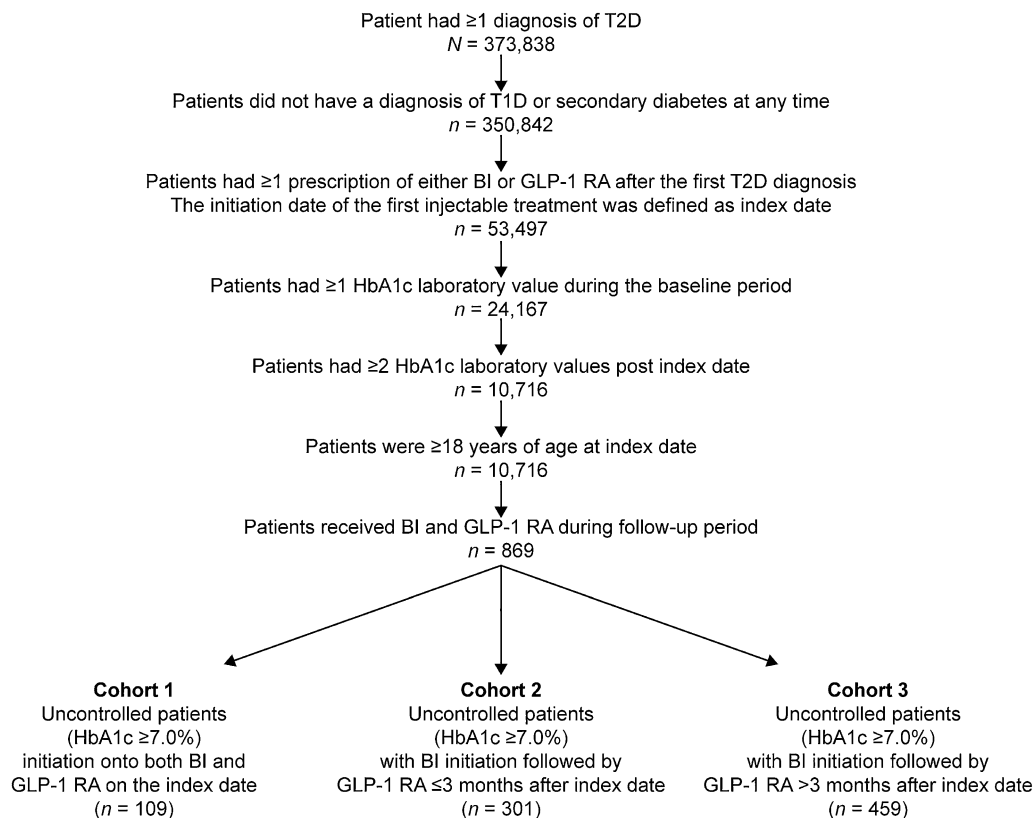 Patient had ≥1 diagnosis of T2D
N = 373,838
Patients did not have a diagnosis of T1D or secondary diabetes at any time
n = 350,842
Patients had ≥1 prescription of either BI or GLP-1 RA after the first T2D diagnosis
The initiation date of the first injectable treatment was defined as index date
n = 53,497
Patients had ≥1 HbA1c laboratory value during the baseline period
n = 24,167
Patients had ≥2 HbA1c laboratory values post index date
n = 10,716
Patients were ≥18 years of age at index date
n = 10,716
Patients received BI and GLP-1 RA during follow-up period
n = 869
Cohort 1
Uncontrolled patients
(HbA1c ≥7.0%)
initiation onto both BI and
GLP-1 RA on the index date
(n = 109)
Cohort 2
Uncontrolled patients
(HbA1c ≥7.0%)
with BI initiation followed by
GLP-1 RA ≤3 months after index date
(n = 301)
Cohort 3
Uncontrolled patients
(HbA1c ≥7.0%)
with BI initiation followed by
GLP-1 RA >3 months after index date
(n = 459)